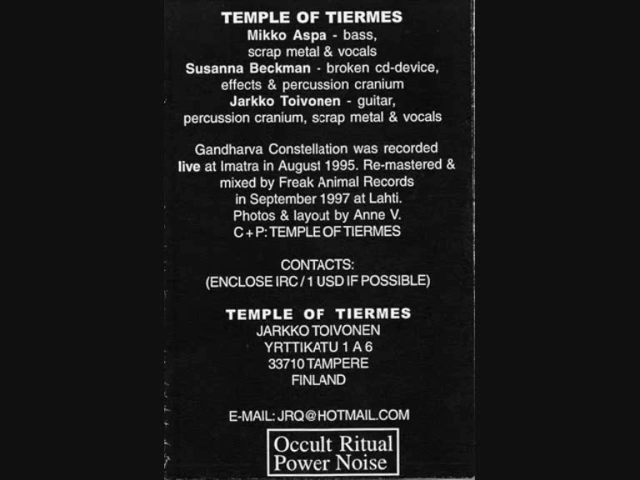 TEMPLE OF TIERMES
Mikko Aspa - bass,
scrap metal & vocals
Susanna Beckman - broken cd-device,
effects & percussion cranium
Jarkko Toivonen - guitar,
percussion cranium, scrap metal & vocals
Gandharva Constellation was recorded
live at Imatra in August 1995. Re-mastered &
mixed by Freak Animal Records
in September 1997 at Lahti.
Photos & layout by Anne V.
C + P: TEMPLE OF TIERMES
CONTACTS:
(ENCLOSE IRC / 1 USD IF POSSIBLE)
TEMPLE OF TIERMES
JARKKO TOIVONEN
YRTTIKATU 1 A 6
33710 TAMPERE
FINLAND
E-MAIL: JRQ@HOTMAIL.COM
Occult Ritual
Power Noise